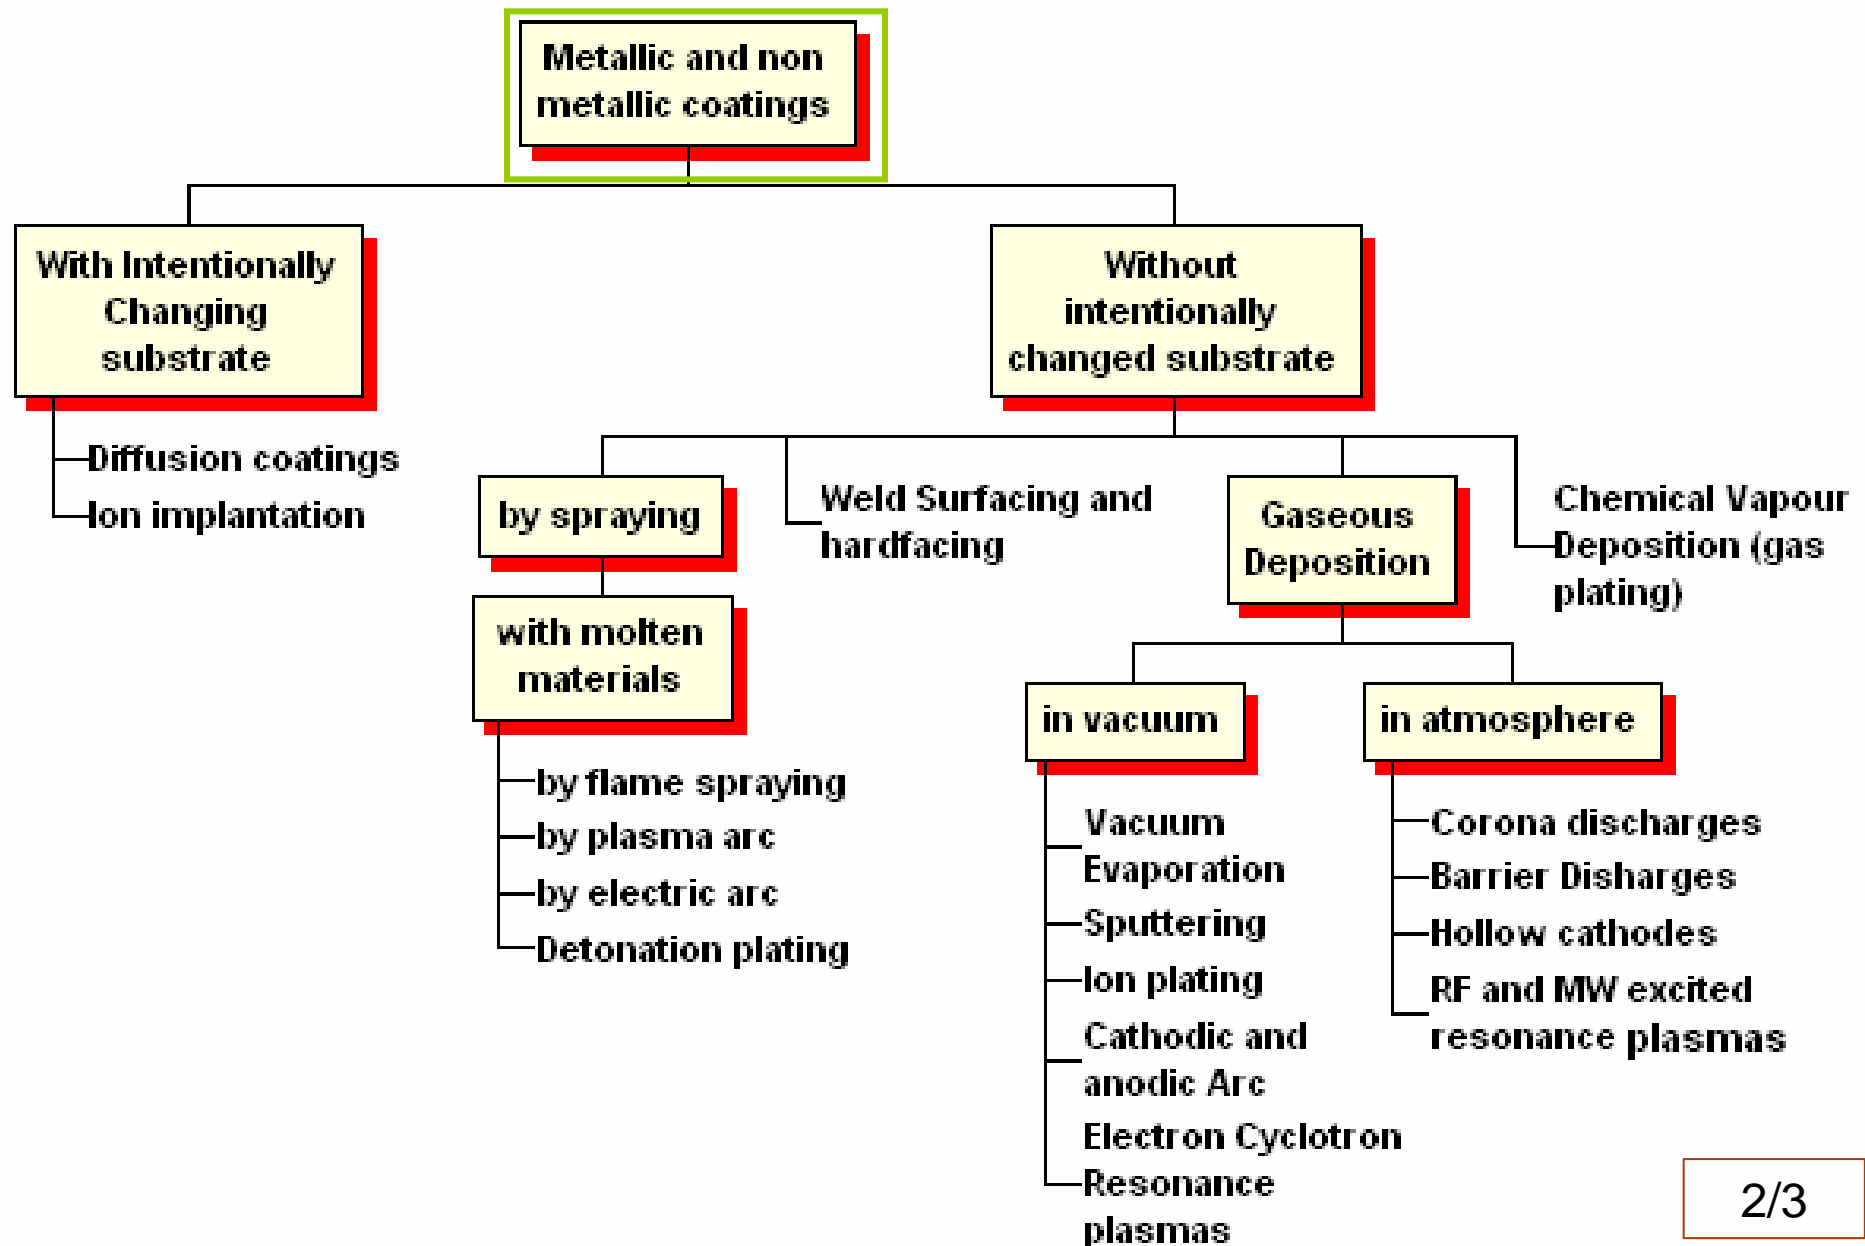 Metallic and non
metallic coatings
With Intentionally
Changing
substrate
Without
intentionally
changed substrate
Diffusion coatings
Ion implantation
by spraying
Weld Surfacing and
hardfacing
Gaseous
Deposition
Chemical Vapour
Deposition (gas
plating)
with molten
materials
by flame spraying
by plasma arc
by electric arc
Detonation plating
in vacuum
in atmosphere
Vacuum
Evaporation
Sputtering
Ion plating
Cathodic and
anodic Arc
Electron Cyclotron
Resonance
plasmas
Corona discharges
Barrier Disharges
Hollow cathodes
RF and MW excited
resonance plasmas
2/3